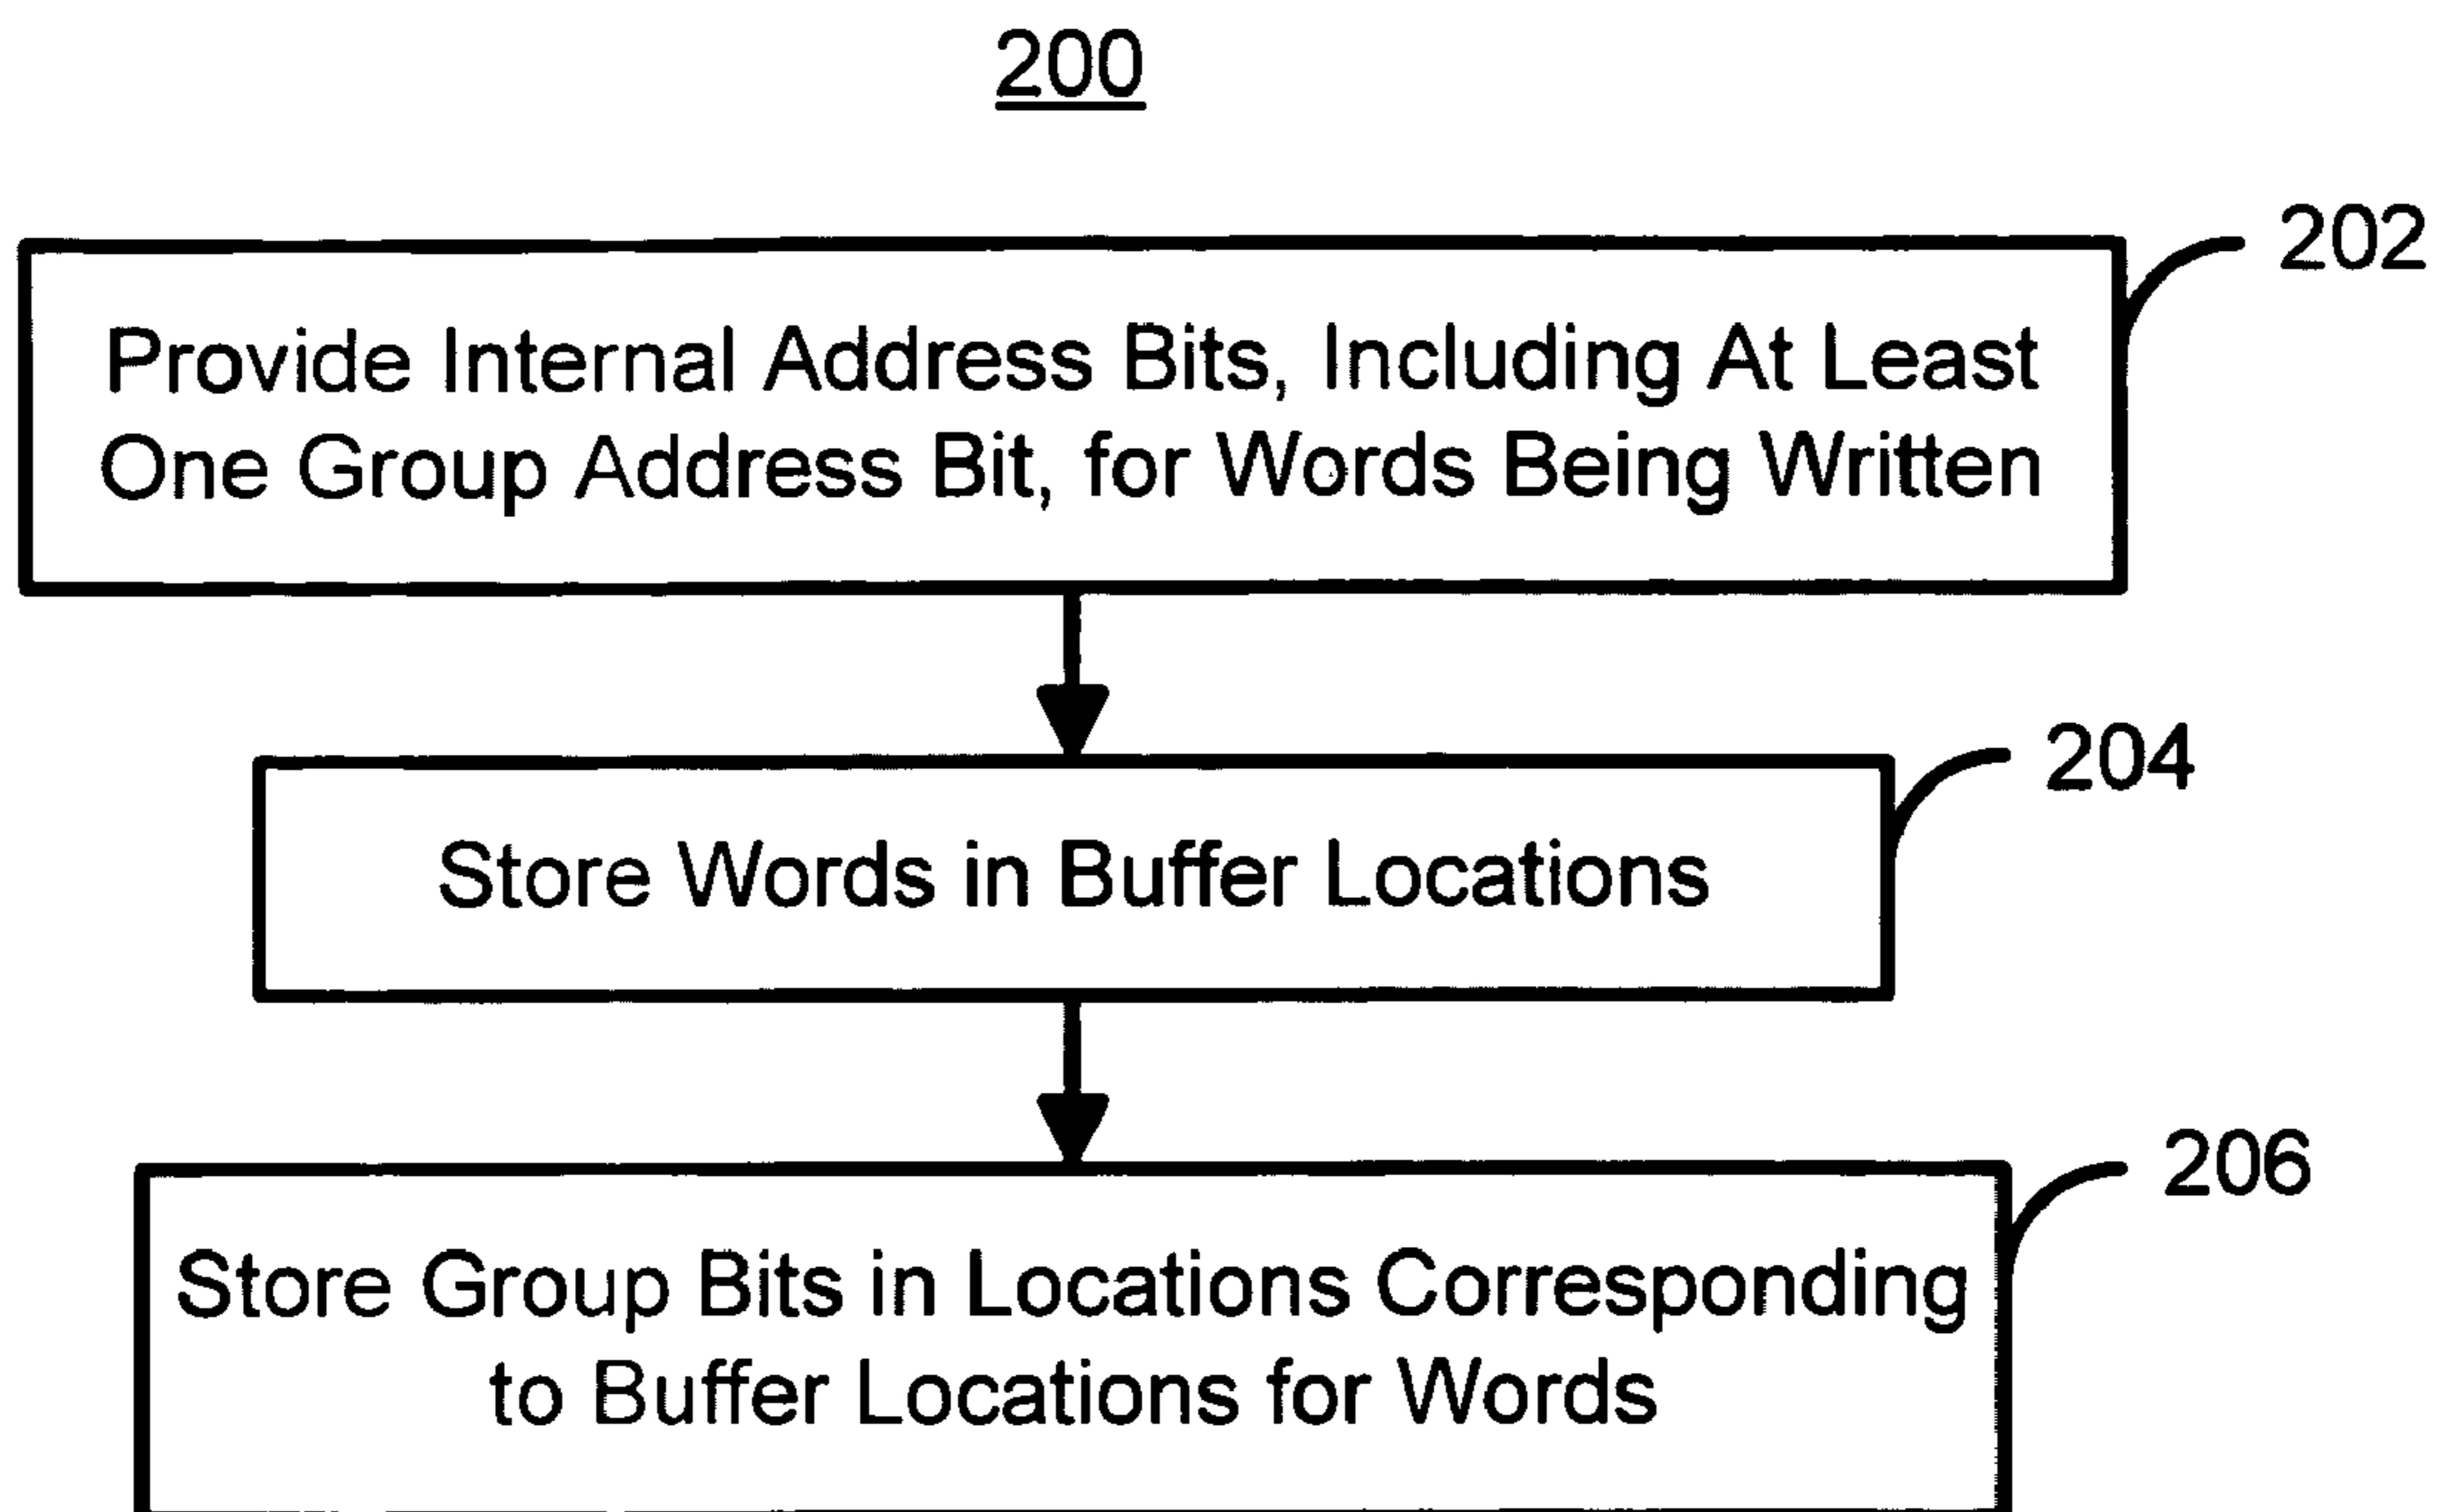 200
202
Provide Internal Address Bits, Including At Least
One Group Address Bit, for Words Being Written
204
Store Words in Buffer Locations
206
Store Group Bits in Locations Corresponding
to Buffer Locations for Words